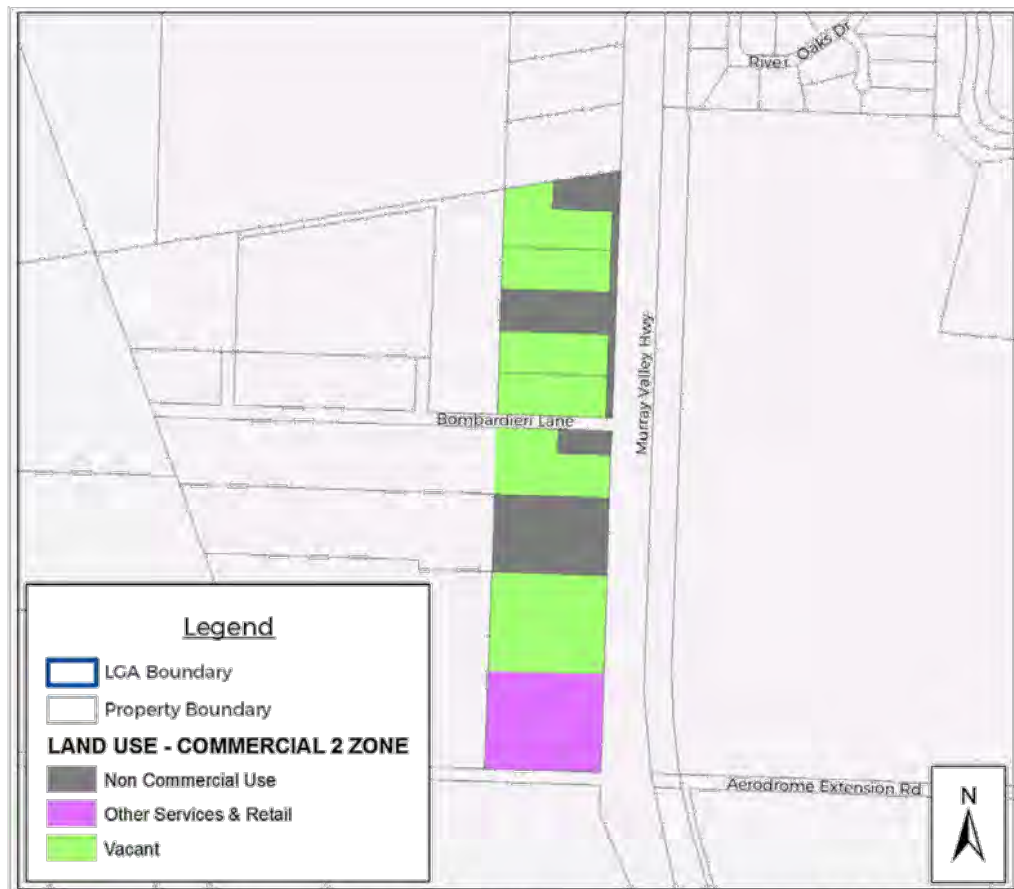 River Oaks Dr
Murray Valley Hwy
Bombardieri Lane
Aerodrome Extension Rd
N
Legend
LGA Boundary
Property Boundary
LAND USE - COMMERCIAL 2 ZONE
Non Commercial Use
Other Services & Retail
Vacant